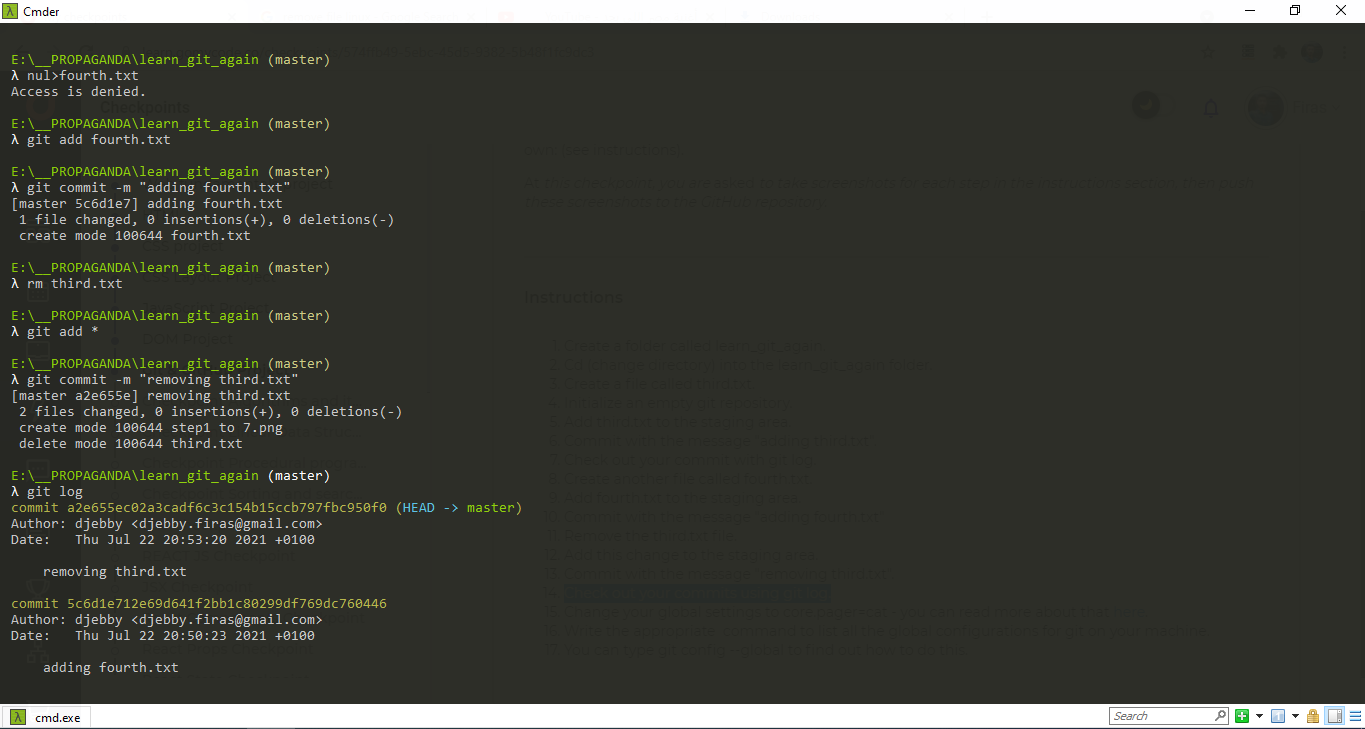 Cmder
E:\__PROPAGANDA\learn_git_again (master)
λ nul>fourth.txt
Access is denied.
E:\__PROPAGANDA\learn_git_again (master)
λ git add fourth.txt
E:\__PROPAGANDA\learn_git_again (master)
λ git commit -m "adding fourth.txt"
[master 5c6d1e7] adding fourth.txt
1 file changed, 0 insertions(+), 0 deletions(-)
create mode 100644 fourth.txt
E:\__PROPAGANDA\learn_git_again (master)
λ rm third.txt
E:\__PROPAGANDA\learn_git_again (master)
λ git add *
E:\__PROPAGANDA\learn_git_again (master)
λ git commit -m "removing third.txt"
[master a2e655e] removing third.txt
2 files changed, 0 insertions(+), 0 deletions(-)
create mode 100644 step1 to 7.png
delete mode 100644 third.txt
E:\__PROPAGANDA\learn_git_again (master)
λ git log
commit a2e655ec02a3cadf6c3c154b15ccb797fbc950f0 (HEAD -> master)
Author: djebby <djebby.firas@gmail.com>
Date:   Thu Jul 22 20:53:20 2021 +0100
removing third.txt
commit 5c6d1e712e69d641f2bb1c80299df769dc760446
Author: djebby <djebby.firas@gmail.com>
Date:   Thu Jul 22 20:50:23 2021 +0100
adding fourth.txt
Checkpoints
Instructions
DOM Project
cmd.exe
Search